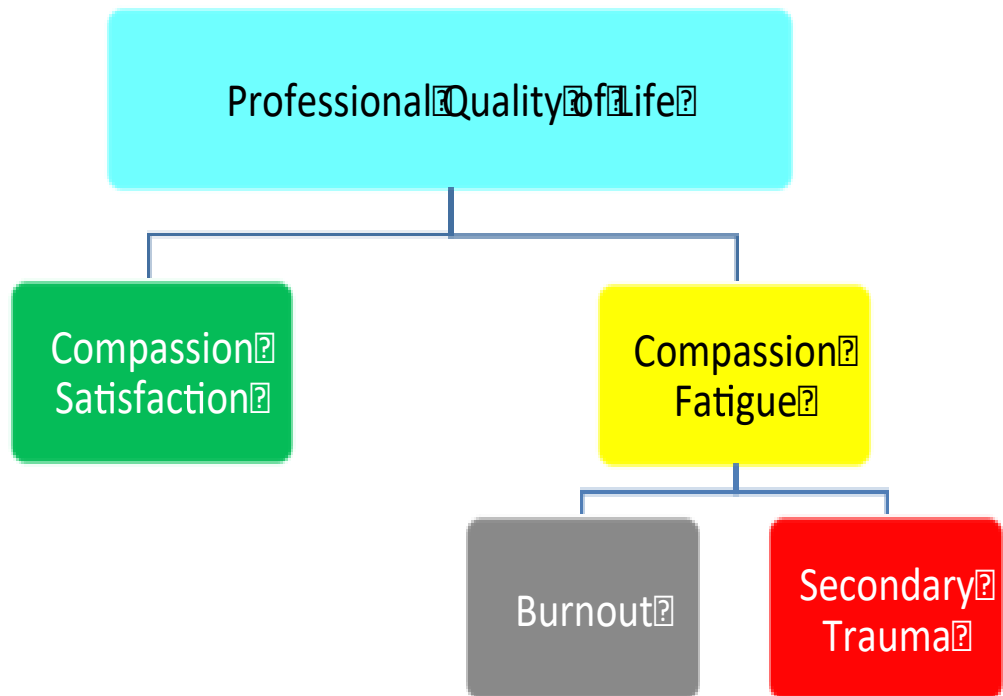 Professional⍰Quality⍰of⍰Life⍰
Compassion⍰
Satisfaction⍰
Compassion⍰
Fatigue⍰
Burnout⍰
Secondary⍰
Trauma⍰